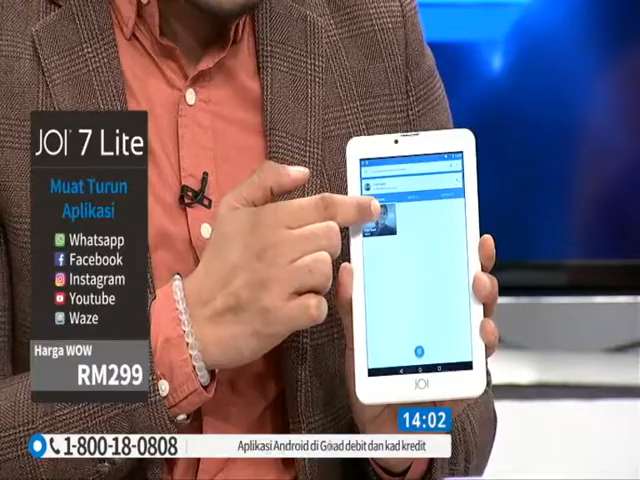 JOI 7 Lite
Muat Turun
Aplikasi
Whatsapp
Facebook
Instagram
Youtube
Waze
Harga WOW
RM299
JOI
14:02
1-800-18-0808
Aplikasi Android di debit dan kad kredit